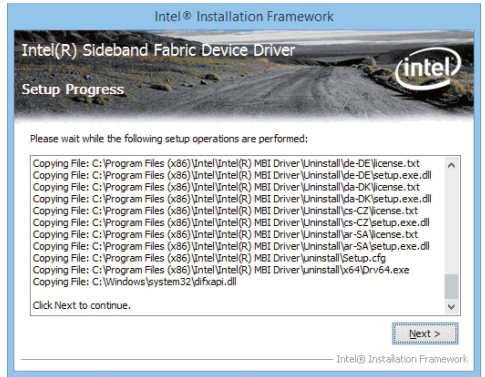 Intel® Installation Framework
Intel(R) Sideband Fabric Device Driver
intel
Setup Progress
Please wait while the following setup operations are performed:
Copying File: C:\Program Files (x86)\Intel\Intel(R) MBI Driver\Uninstall\de-DE\license.txt
Copying File: C:\Program Files (x86)\Intel\Intel(R) MBI Driver\Uninstall\de-DE\setup.exe.dll
Copying File: C:\Program Files (x86)\Intel\Intel(R) MBI Driver\Uninstall\da-DK\license.txt
Copying File: C:\Program Files (x86)\Intel\Intel(R) MBI Driver\Uninstall\da-DK\setup.exe.dll
Copying File: C:\Program Files (x86)\Intel\Intel(R) MBI Driver\Uninstall\cs-CZ\license.txt
Copying File: C:\Program Files (x86)\Intel\Intel(R) MBI Driver\Uninstall\cs-CZ\setup.exe.dll
Copying File: C:\Program Files (x86)\Intel\Intel(R) MBI Driver\Uninstall\ar-SA\license.txt
Copying File: C:\Program Files (x86)\Intel\Intel(R) MBI Driver\Uninstall\ar-SA\setup.exe.dll
Copying File: C:\Program Files (x86)\Intel\Intel(R) MBI Driver\uninstall\Setup.cfg
Copying File: C:\Program Files (x86)\Intel\Intel(R) MBI Driver\uninstall\x64\Drv64.exe
Copying File: C:\Windows\system32\difxapi.dll
Click Next to continue.
Next >
Intel® Installation Framework